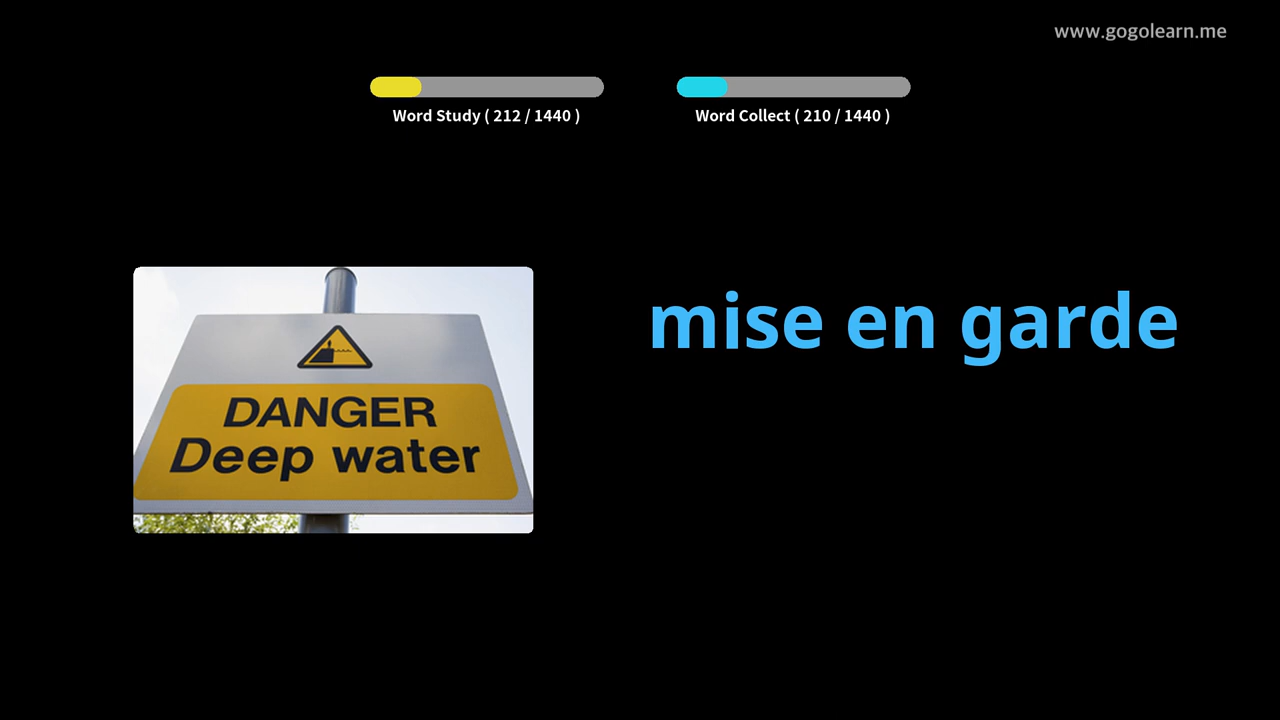 www.gogolearn.me
Word Study ( 212 / 1440 )
Word Collect ( 210 / 1440 )
DANGER
Deep water
mise en garde